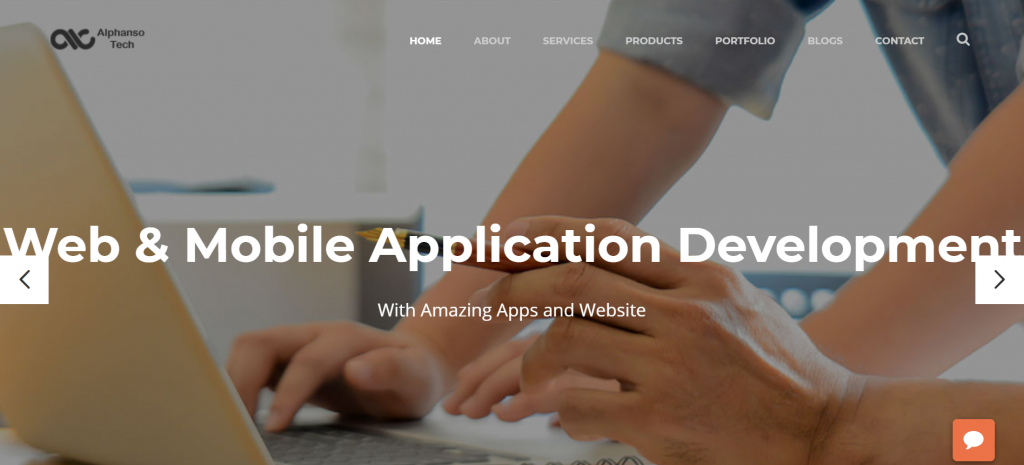 Alphanso
Tech
HOME ABOUT SERVICES PRODUCTS PORTFOLIO BLOGS CONTACT
Web & Mobile Application Development
With Amazing Apps and Website